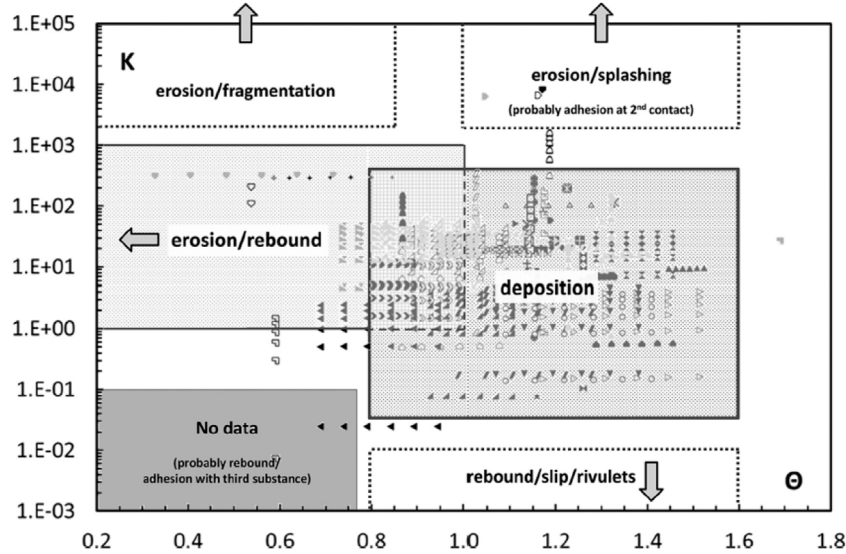 1.E+05
K
erosion/fragmentation
erosion/splashing
(probably adhesion at 2nd contact)
1.E+04
1.E+03
1.E+02
erosion/rebound
1.E+01
deposition
1.E+00
1.E-01
No data
(probably rebound/
adhesion with third substance)
1.E-02
rebound/slip/rivulets
Θ
1.E-03
0.2 0.4 0.6 0.8 1.0 1.2 1.4 1.6 1.8